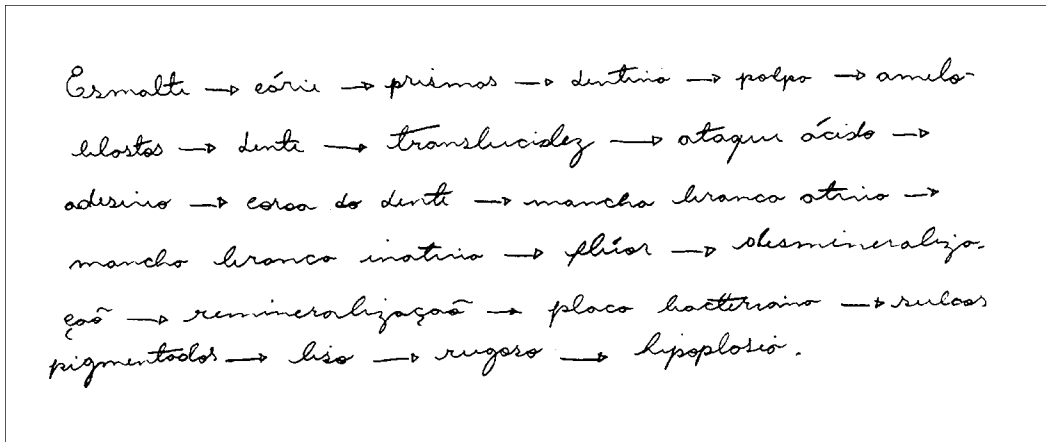 Esmalte → cárie → prismas → dentina → polpa → amelo-
blastos → dente → translucidez → ataque ácido →
adesivo → coroa do dente → mancha branca ativa →
mancha branca inativa → flúor → desmineraliza-
ção → remineralização → placa bacteriana → sulcos
pigmentados → liso → rugoso → hipoplasia.